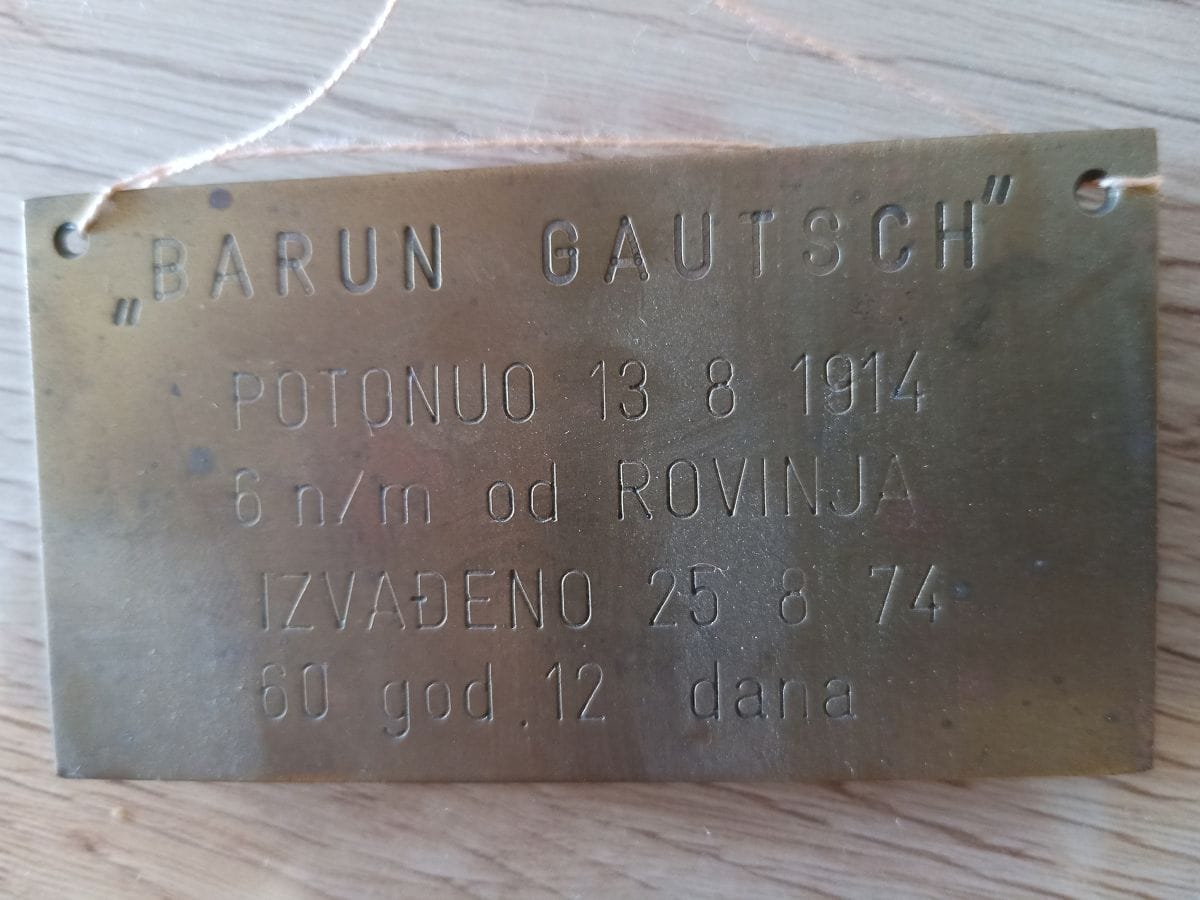 „BARUN GAUTSCH”
POTONUO 13 8 1914
6 n/m od ROVINJA
IZVAĐENO 25 8 74
60 god. 12 dana